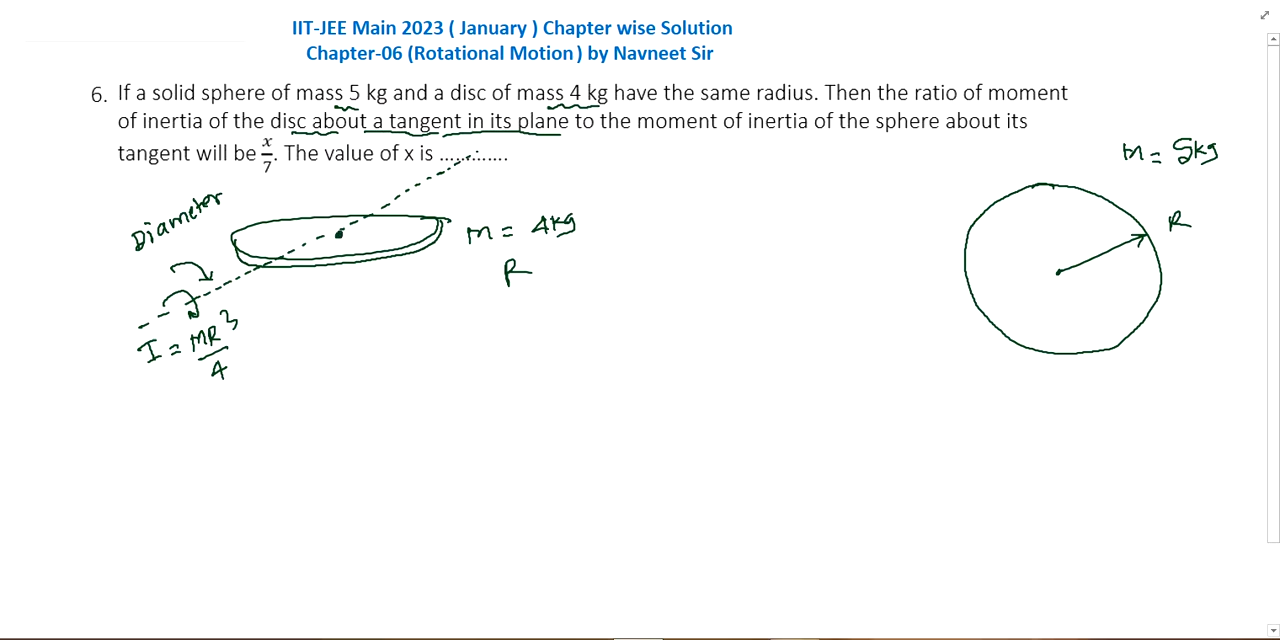 IIT-JEE Main 2023 ( January ) Chapter wise Solution
Chapter-06 (Rotational Motion ) by Navneet Sir
6. If a solid sphere of mass 5 kg and a disc of mass 4 kg have the same radius. Then the ratio of moment
of inertia of the disc about a tangent in its plane to the moment of inertia of the sphere about its
tangent will be x/7. The value of x is .............
m = 5kg
Diameter
R
m = 4kg
R
I = MR³/4